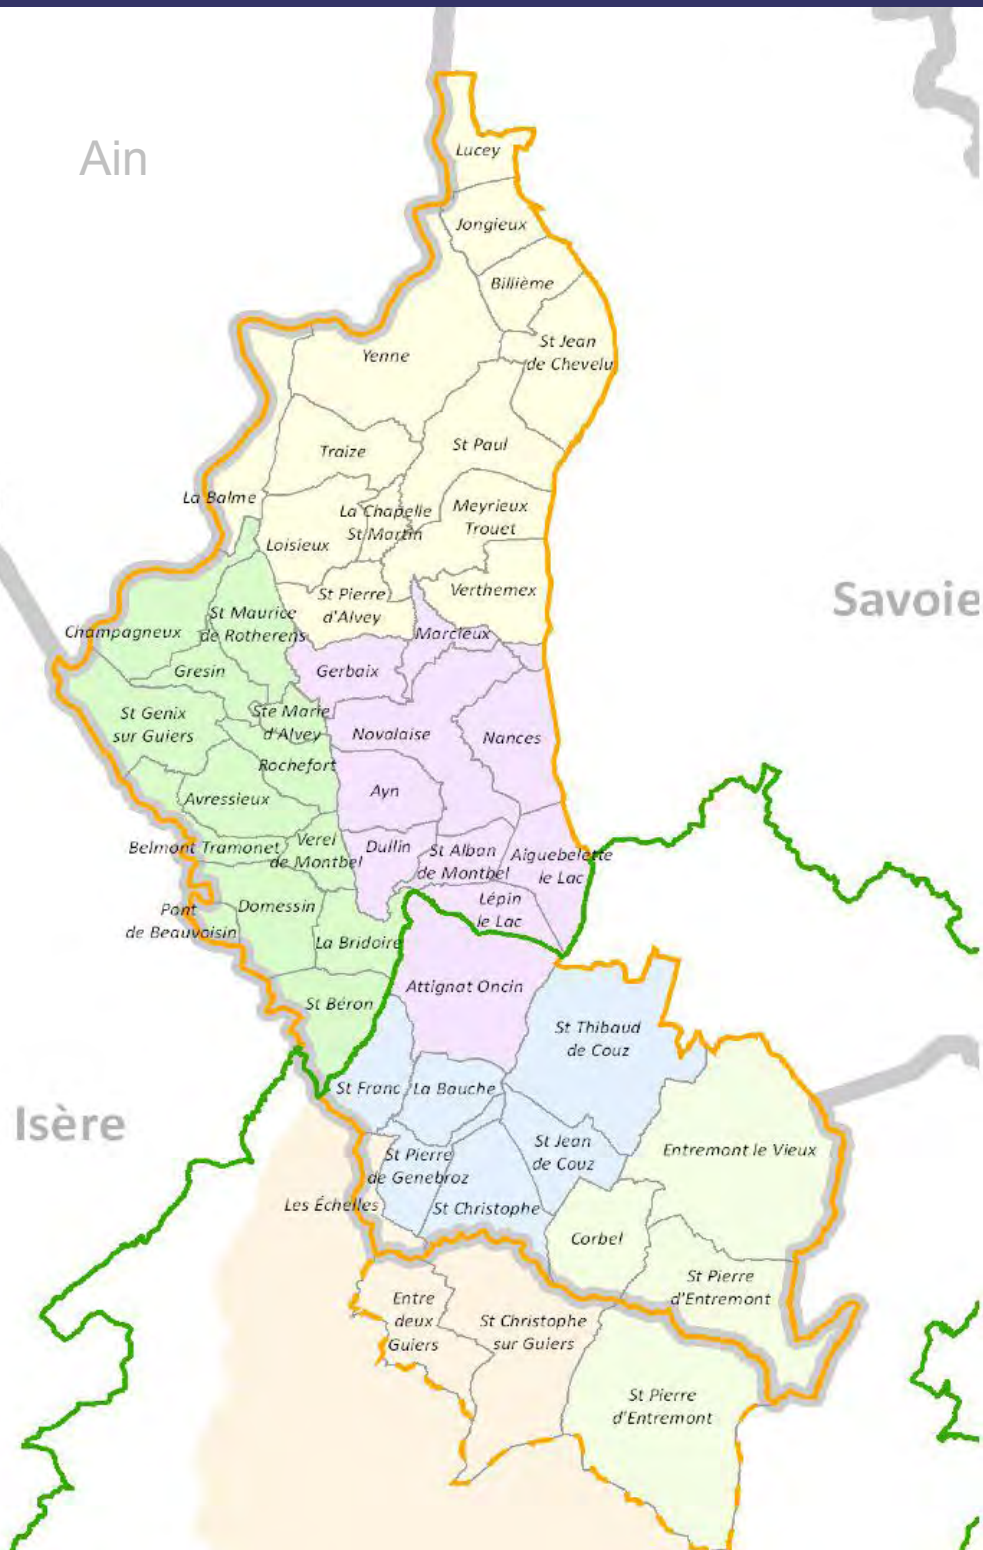 Ain
Lucey
Jongieux
Billième
St Jean
de Chevelu
Yenne
Traize
St Paul
La Balme
La Chapelle
St Martin
Meyrieux
Trouet
Loisieux
St Pierre
d'Alvey
Verthemex
Savoie
St Maurice
de Rotherens
Champagneux
Marcieux
Gresin
Gerbaix
St Genix
sur Guiers
Ste Marie
d'Alvey
Novalaise
Nances
Rochefort
Avressieux
Ayn
Belmont Tramonet
Verel
de Montbel
Dullin
St Alban
de Montbel
Aiguebelette
le Lac
Lépin
le Lac
Pont
de Beauvoisin
Domessin
La Bridoire
Attignat Oncin
St Béron
St Thibaud
de Couz
St Franc
La Bauche
Isère
St Pierre
de Genebroz
St Jean
de Couz
Entremont le Vieux
Les Échelles
St Christophe
Corbel
St Pierre
d'Entremont
Entre
deux
Guiers
St Christophe
sur Guiers
St Pierre
d'Entremont